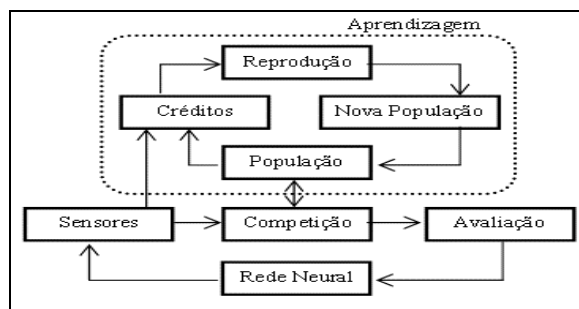 Aprendizagem
Reprodução
Créditos
Nova População
População
Sensores
Competição
Avaliação
Rede Neural